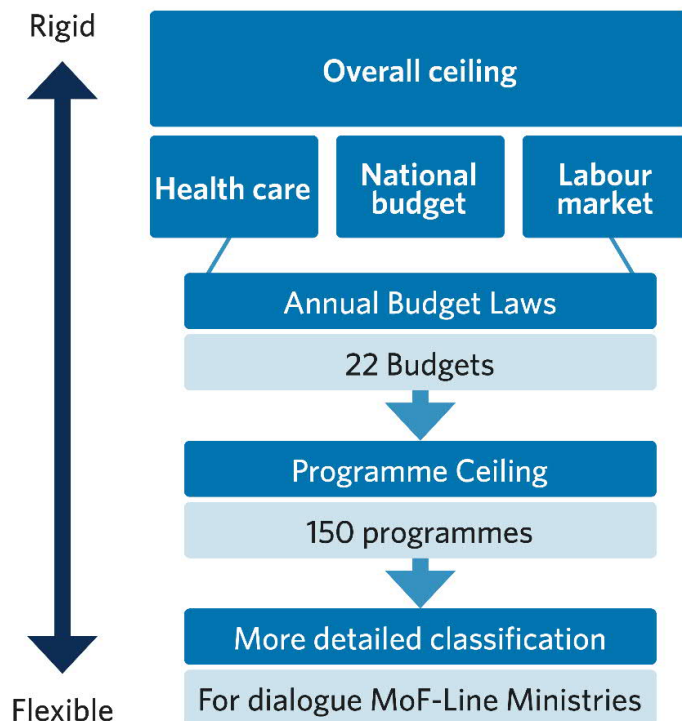 Rigid
Overall ceiling
Health care
National
budget
Labour
market
Annual Budget Laws
22 Budgets
Programme Ceiling
150 programmes
More detailed classification
For dialogue MoF-Line Ministries
Flexible